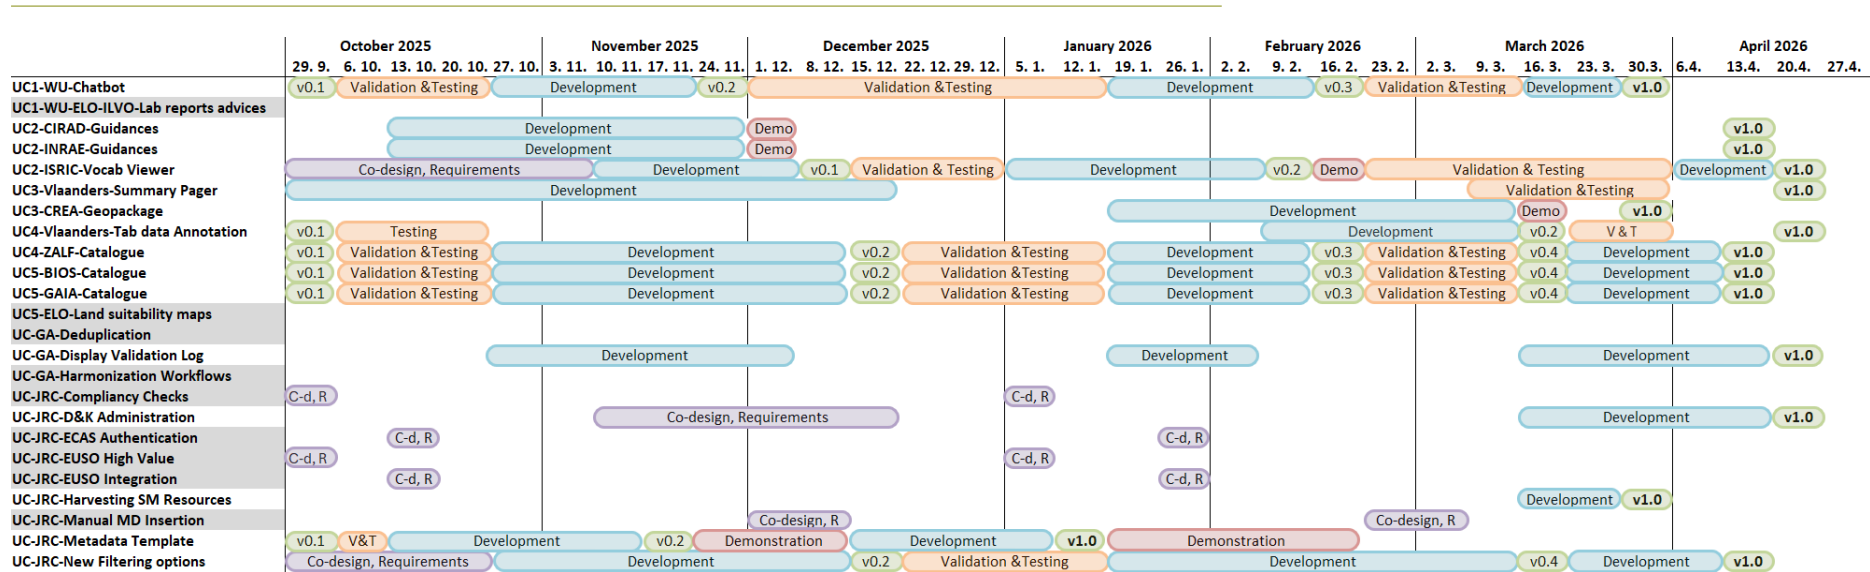 October 2025 November 2025 December 2025 January 2026 February 2026 March 2026 April 2026
29. 9. 6. 10. 13. 10. 20. 10. 27. 10. 3. 11. 10. 11. 17. 11. 24. 11. 1. 12. 8. 12. 15. 12. 22. 12. 29. 12. 5. 1. 12. 1. 19. 1. 26. 1. 2. 2. 9. 2. 16. 2. 23. 2. 2. 3. 9. 3. 16. 3. 23. 3. 30.3. 6.4. 13.4. 20.4. 27.4.
UC1-WU-Chatbot v0.1 Validation &Testing Development v0.2 Validation &Testing Development v0.3 Validation &Testing Development v1.0
UC1-WU-ELO-ILVO-Lab reports advices
UC2-CIRAD-Guidances Development Demo v1.0
UC2-INRAE-Guidances Development Demo v1.0
UC2-ISRIC-Vocab Viewer Co-design, Requirements Development v0.1 Validation & Testing Development v0.2 Demo Validation & Testing Development v1.0
UC3-Vlaanders-Summary Pager Development Validation &Testing v1.0
UC3-CREA-Geopackage Development Demo v1.0
UC4-Vlaanders-Tab data Annotation v0.1 Testing Development v0.2 V & T v1.0
UC4-ZALF-Catalogue v0.1 Validation &Testing Development v0.2 Validation &Testing Development v0.3 Validation &Testing v0.4 Development v1.0
UC5-BIOS-Catalogue v0.1 Validation &Testing Development v0.2 Validation &Testing Development v0.3 Validation &Testing v0.4 Development v1.0
UC5-GAIA-Catalogue v0.1 Validation &Testing Development v0.2 Validation &Testing Development v0.3 Validation &Testing v0.4 Development v1.0
UC5-ELO-Land suitability maps
UC-GA-Deduplication
UC-GA-Display Validation Log Development Development Development v1.0
UC-GA-Harmonization Workflows
UC-JRC-Compliancy Checks C-d, R C-d, R
UC-JRC-D&K Administration Co-design, Requirements Development v1.0
UC-JRC-ECAS Authentication C-d, R C-d, R
UC-JRC-EUSO High Value C-d, R C-d, R
UC-JRC-EUSO Integration C-d, R C-d, R
UC-JRC-Harvesting SM Resources Development v1.0
UC-JRC-Manual MD Insertion Co-design, R Co-design, R
UC-JRC-Metadata Template v0.1 V&T Development v0.2 Demonstration Development v1.0 Demonstration
UC-JRC-New Filtering options Co-design, Requirements Development v0.2 Validation &Testing Development v0.4 Development v1.0